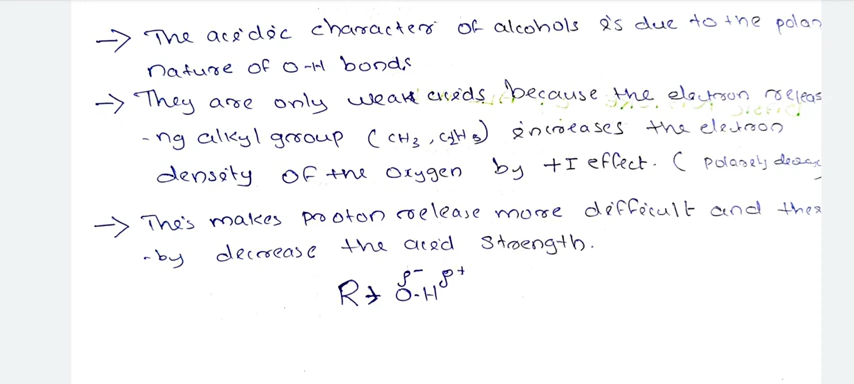 → The acidic character of alcohols is due to the polar
nature of O-H bonds
→ They are only weak acids, because the electron releas
-ng alkyl group (CH3, C2H5) increases the electron
density of the oxygen by +I effect. (
→ This makes proton release more difficult and there
-by decrease the acid strength.
R→ Oδ-–Hδ+